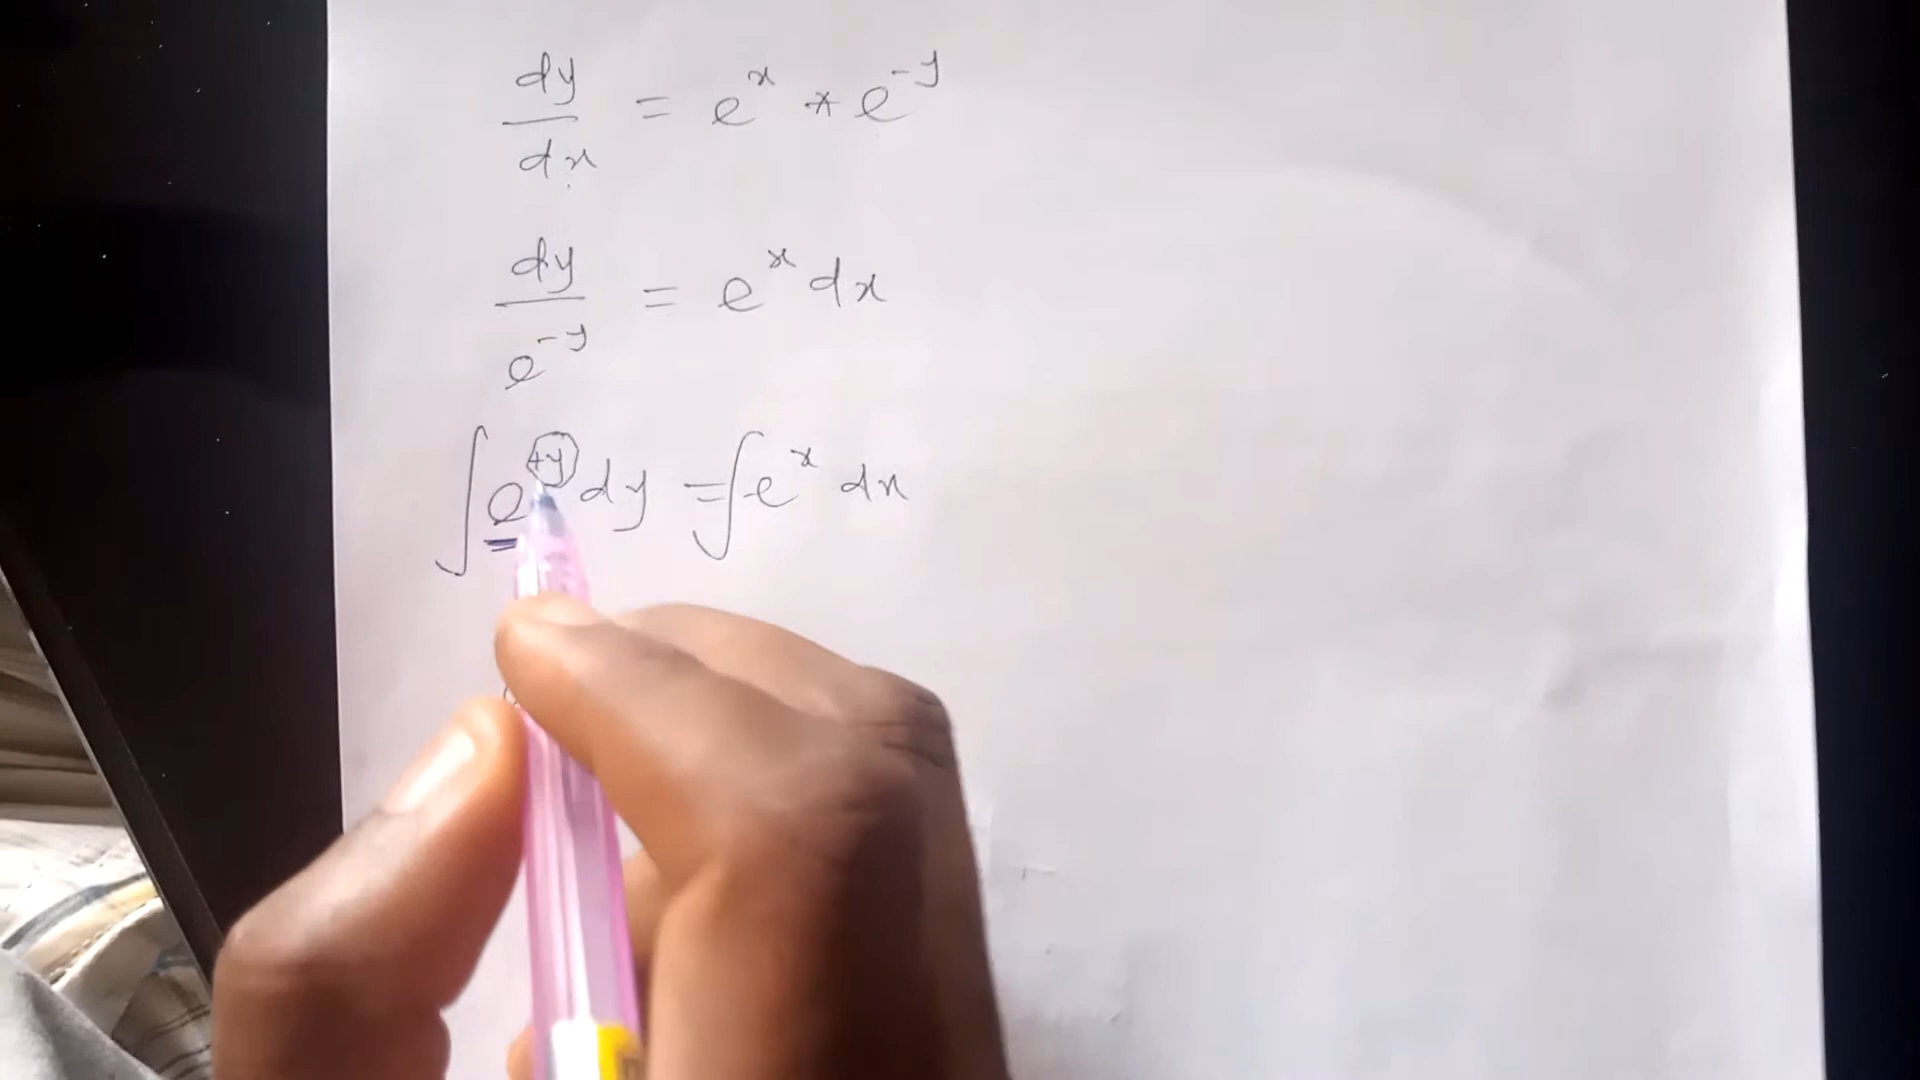 dy/dx = e^x * e^-y
dy/e^-y = e^x dx
∫ e^+y dy = ∫ e^x dx